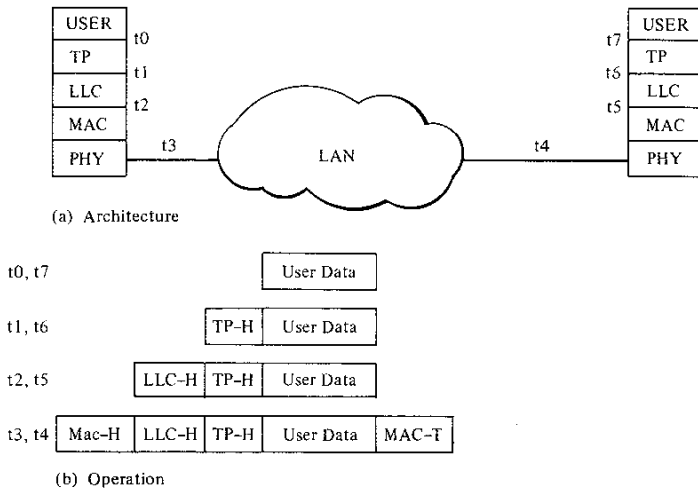 USER
t0
TP
t1
LLC
t2
MAC
PHY
t3
LAN
t4
USER
t7
TP
t6
LLC
t5
MAC
PHY
(a) Architecture
t0, t7
User Data
t1, t6
TP-H
User Data
t2, t5
LLC-H
TP-H
User Data
t3, t4
Mac-H
LLC-H
TP-H
User Data
MAC-T
(b) Operation